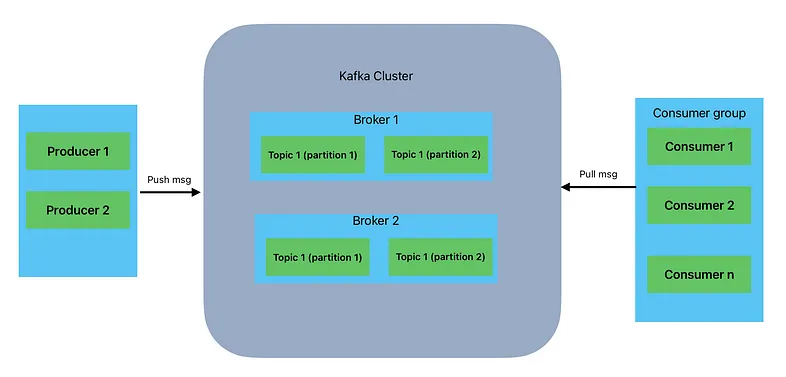 Kafka Cluster
Producer 1
Producer 2
Push msg
Broker 1
Topic 1 (partition 1)
Topic 1 (partition 2)
Broker 2
Topic 1 (partition 1)
Topic 1 (partition 2)
Pull msg
Consumer group
Consumer 1
Consumer 2
Consumer n